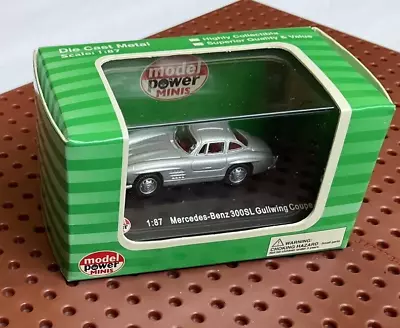 Die Cast Metal
Scale: 1:87
Highly Collectible
Superior Quality & Value
model
power
MINIS
1:87 Mercedes-Benz 300SL Gullwing Coupe
model
power
MINIS
WARNING:
CHOKING HAZARD